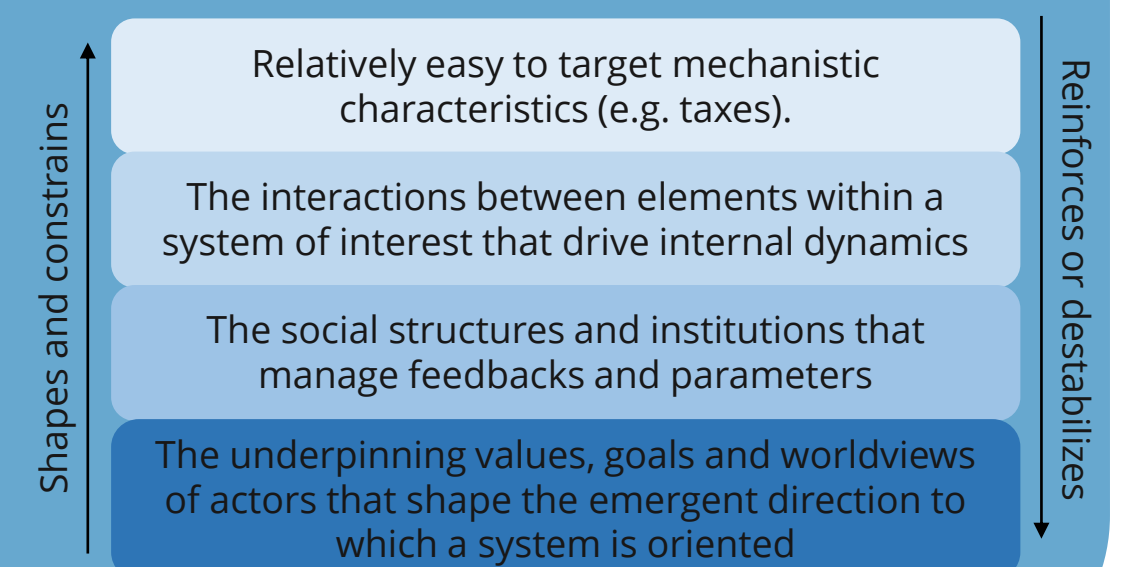 Shapes and constrains
Relatively easy to target mechanistic
characteristics (e.g. taxes).
The interactions between elements within a
system of interest that drive internal dynamics
The social structures and institutions that
manage feedbacks and parameters
The underpinning values, goals and worldviews
of actors that shape the emergent direction to
which a system is oriented
Reinforces or destabilizes